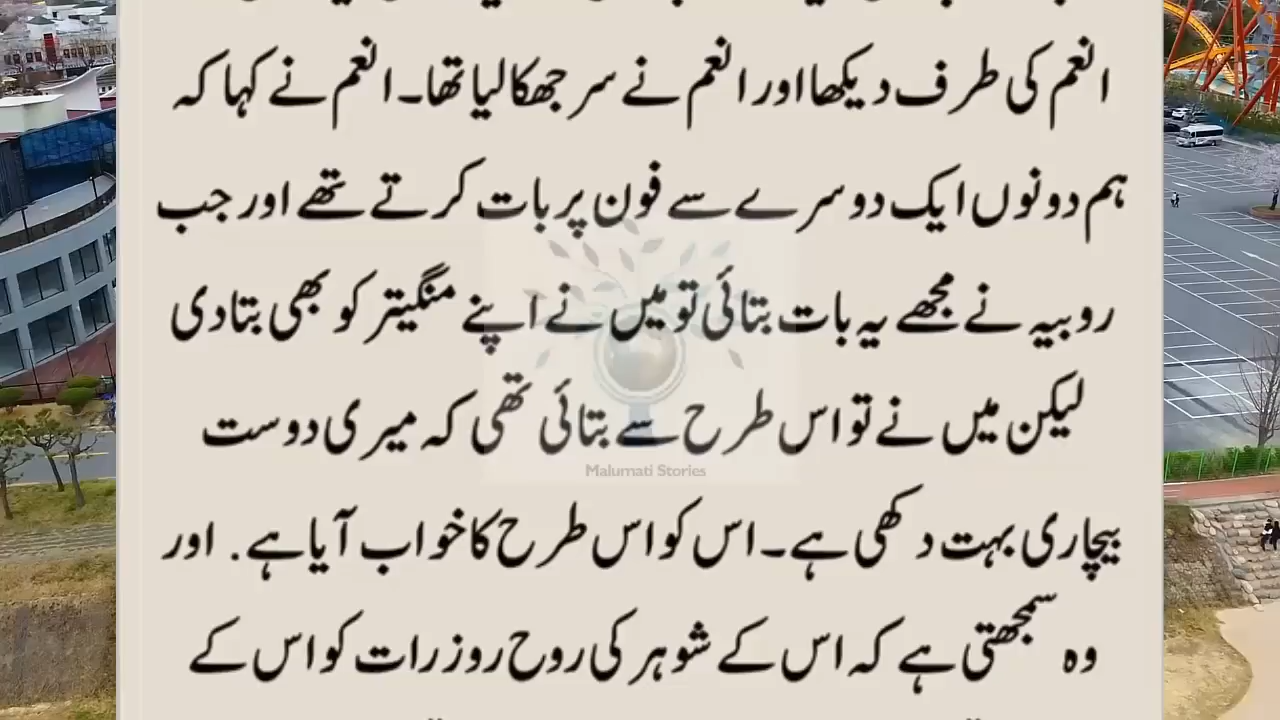 انعم کی طرف دیکھا اور انعم نے سر جھکا لیا تھا۔ انعم نے کہا کہ
ہم دونوں ایک دوسرے سے فون پر بات کرتے تھے اور جب
روبیہ نے مجھے یہ بات بتائی تو میں نے اپنے منگیتر کو بھی بتا دی
لیکن میں نے تو اس طرح سے بتائی تھی کہ میری دوست
Malumati Stories
بیچاری بہت دکھی ہے۔ اس کو اس طرح کا خواب آیا ہے. اور
وہ سمجھتی ہے کہ اس کے شوہر کی روح روز رات کو اس کے